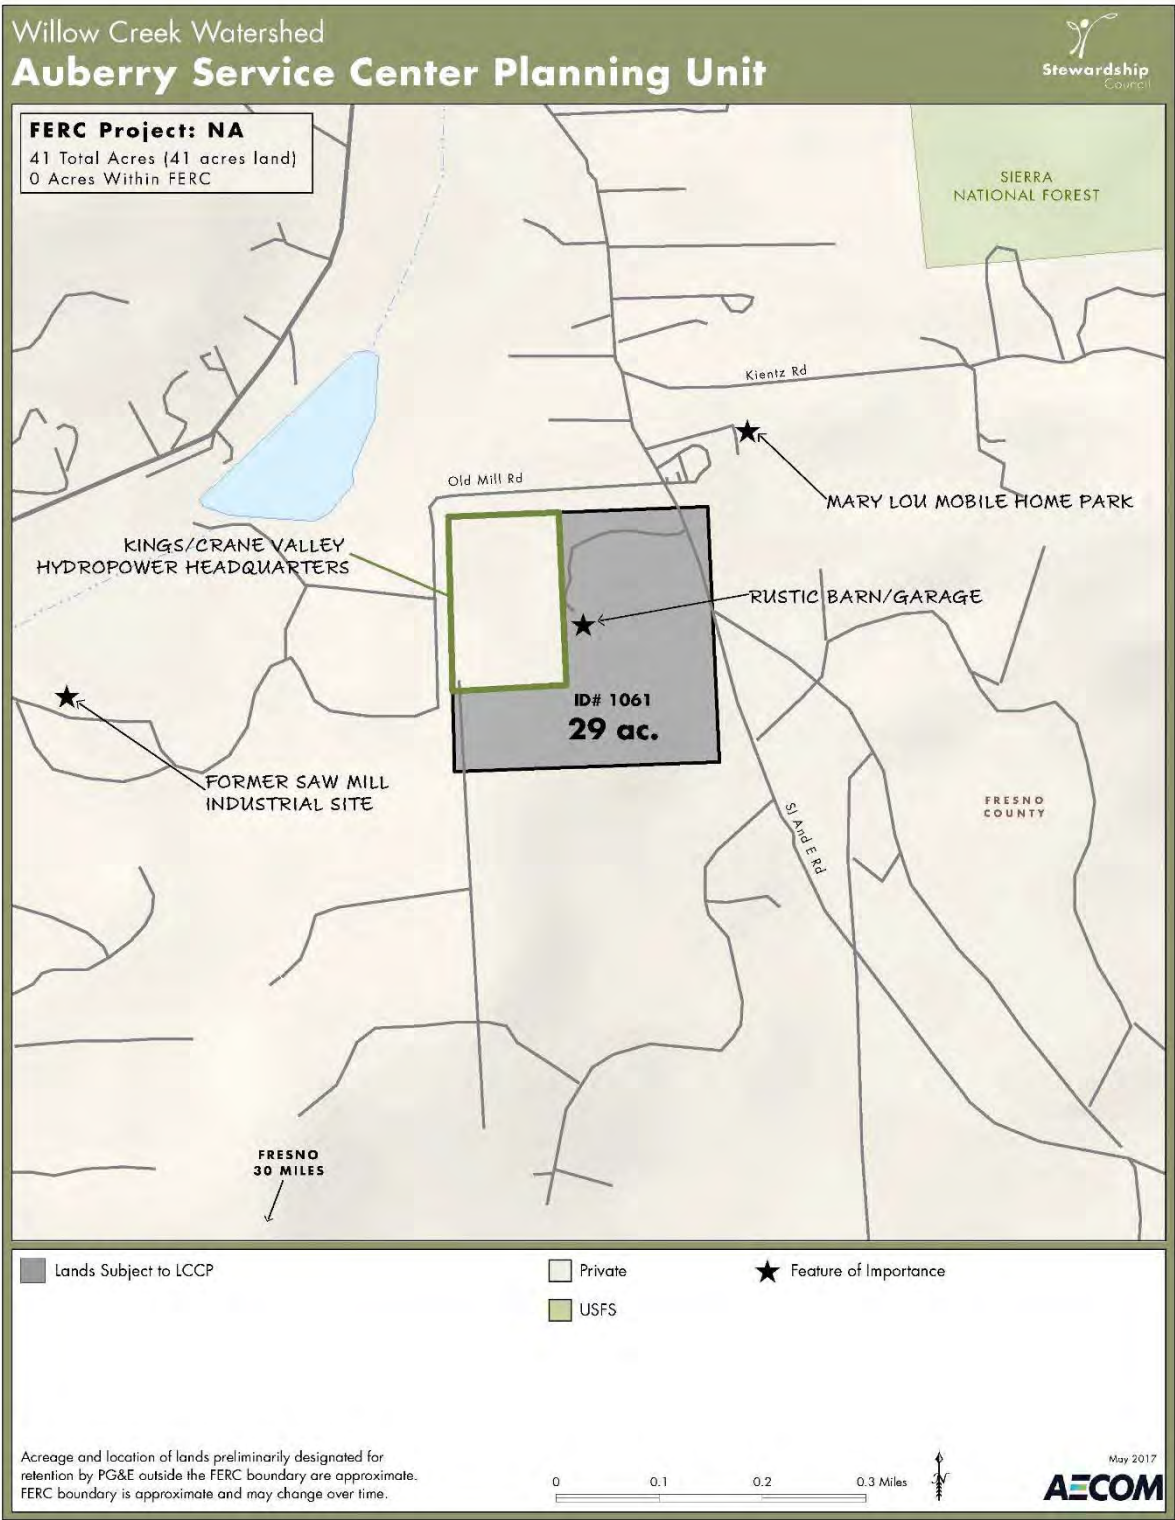 Willow Creek Watershed
Auberry Service Center Planning Unit
Stewardship
Council
FERC Project: NA
41 Total Acres (41 acres land)
0 Acres Within FERC
SIERRA
NATIONAL FOREST
Kientz Rd
MARY LOU MOBILE HOME PARK
Old Mill Rd
KINGS/CRANE VALLEY
HYDROPOWER HEADQUARTERS
RUSTIC BARN/GARAGE
ID# 1061
29 ac.
FORMER SAW MILL
INDUSTRIAL SITE
SJ And E Rd
FRESNO
COUNTY
FRESNO
30 MILES
Lands Subject to LCCP
Private
USFS
Feature of Importance
Acreage and location of lands preliminarily designated for
retention by PG&E outside the FERC boundary are approximate.
FERC boundary is approximate and may change over time.
0 0.1 0.2 0.3 Miles
N
May 2017
AECOM